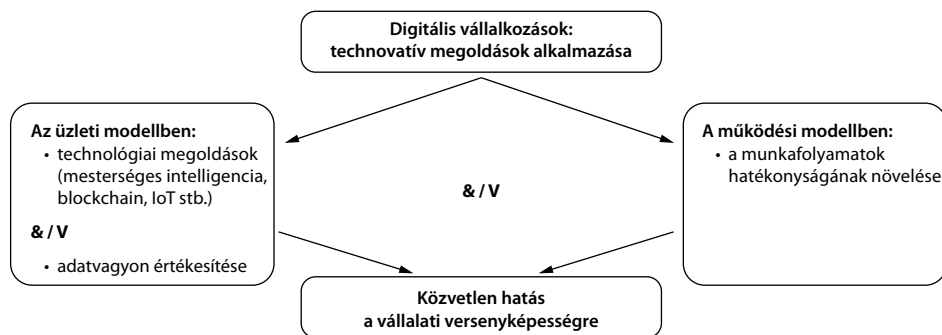 Digitális vállalkozások:
technovatív megoldások alkalmazása
Az üzleti modellben:
• technológiai megoldások
(mesterséges intelligencia,
blockchain, IoT stb.)
& / V
• adatvagyon értékesítése
& / V
A működési modellben:
• a munkafolyamatok
hatékonyságának növelése
Közvetlen hatás
a vállalati versenyképességre